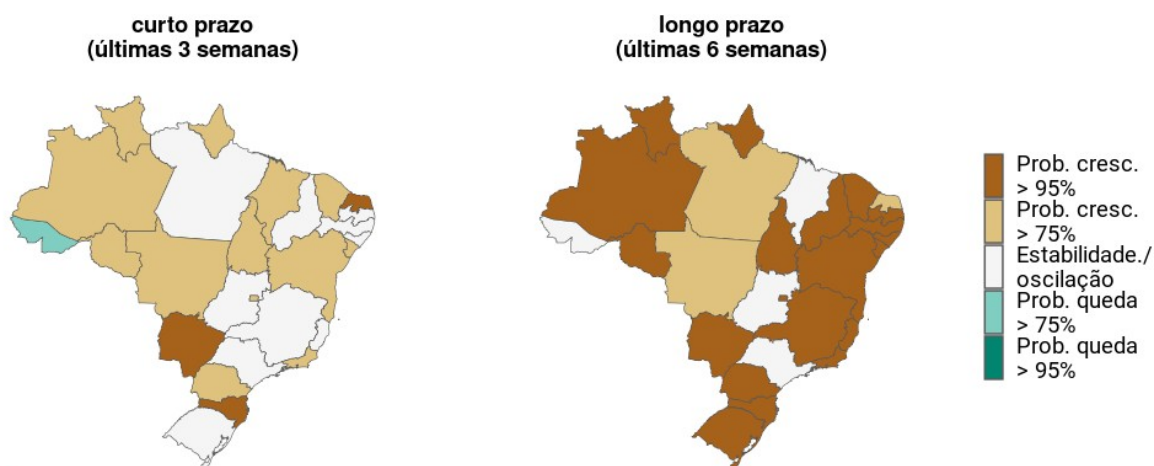 curto prazo
(últimas 3 semanas)
longo prazo
(últimas 6 semanas)
Prob. cresc.
> 95%
Prob. cresc.
> 75%
Estabilidade./
oscilação
Prob. queda
> 75%
Prob. queda
> 95%